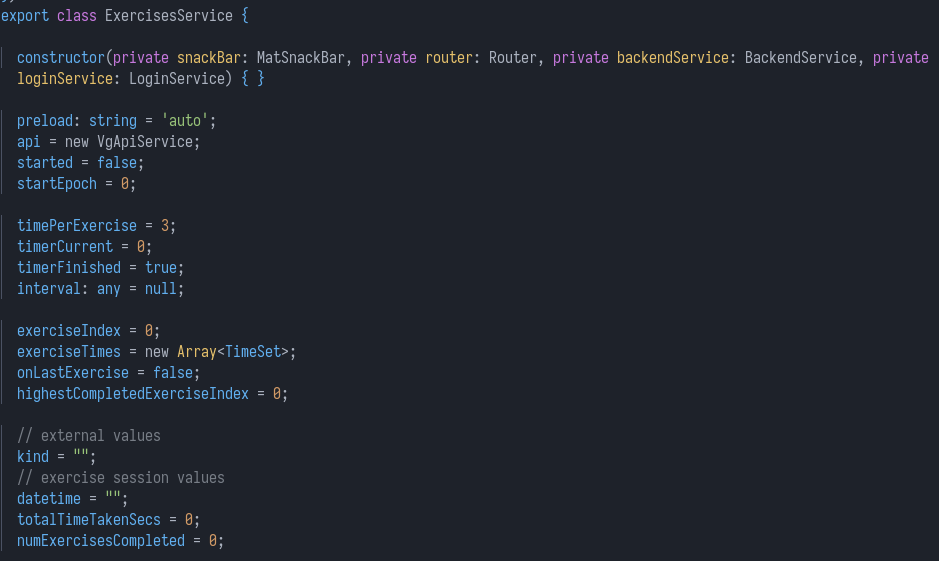 export class ExercisesService {
constructor(private snackBar: MatSnackBar, private router: Router, private backendService: BackendService, private
loginService: LoginService) { }
preload: string = 'auto';
api = new VgApiService;
started = false;
startEpoch = 0;
timePerExercise = 3;
timerCurrent = 0;
timerFinished = true;
interval: any = null;
exerciseIndex = 0;
exerciseTimes = new Array<TimeSet>;
onLastExercise = false;
highestCompletedExerciseIndex = 0;
// external values
kind = "";
// exercise session values
datetime = "";
totalTimeTakenSecs = 0;
numExercisesCompleted = 0;